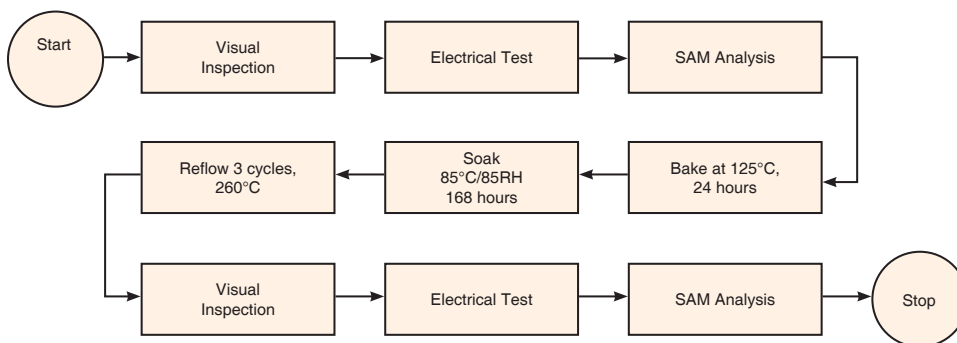 Start
Visual
Inspection
Electrical Test
SAM Analysis
Bake at 125°C,
24 hours
Soak
85°C/85RH
168 hours
Reflow 3 cycles,
260°C
Visual
Inspection
Electrical Test
SAM Analysis
Stop